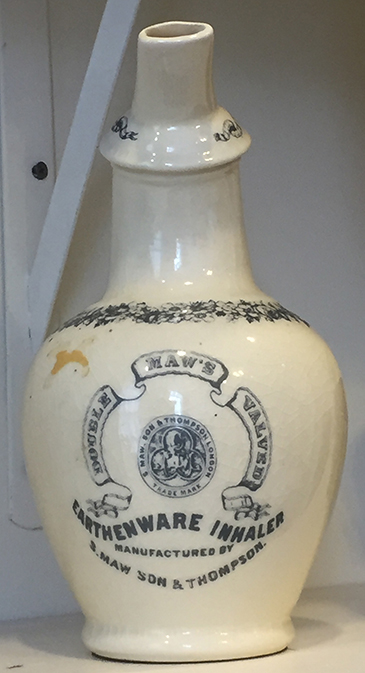 MAW'S
DOUBLE VALVED
S. MAW, SON & THOMPSON, LONDON
TRADE MARK
EARTHENWARE INHALER
MANUFACTURED BY
S. MAW SON & THOMPSON.